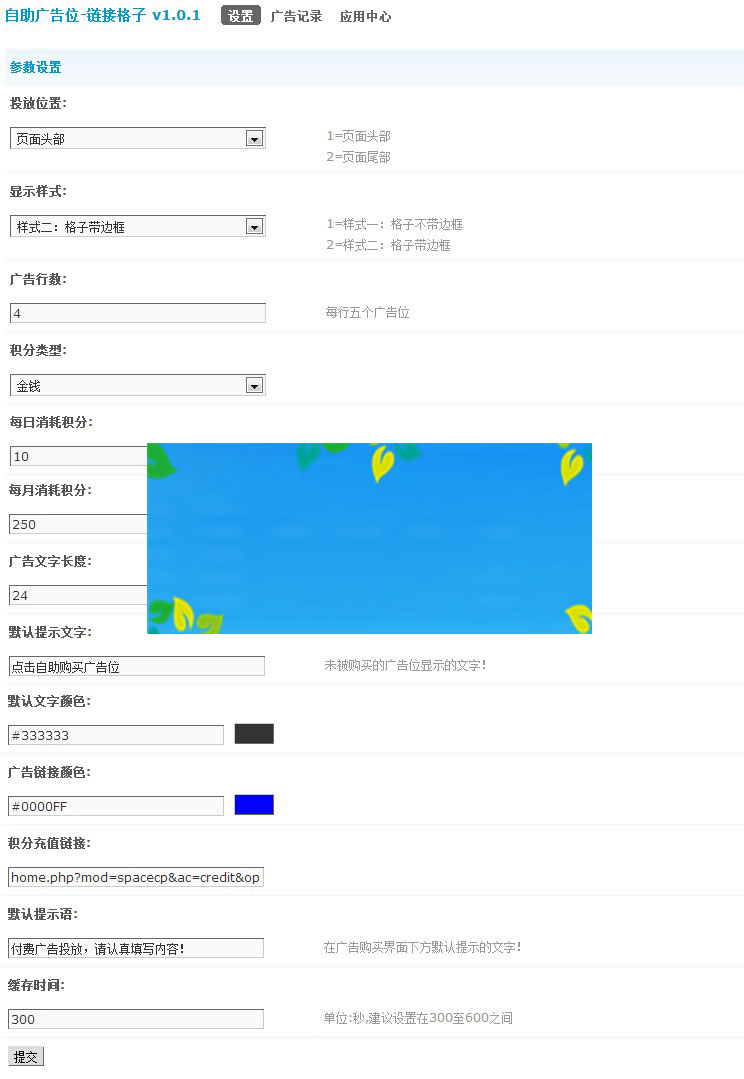 自助广告位-链接格子 v1.0.1 设置 广告记录 应用中心
参数设置
投放位置:
页面头部
1=页面头部
2=页面尾部
显示样式:
样式二：格子带边框
1=样式一：格子不带边框
2=样式二：格子带边框
广告行数:
4
每行五个广告位
积分类型:
金钱
每日消耗积分:
10
每月消耗积分:
250
广告文字长度:
24
默认提示文字:
点击自助购买广告位
未被购买的广告位显示的文字！
默认文字颜色:
#333333
广告链接颜色:
#0000FF
积分充值链接:
home.php?mod=spacecp&ac=credit&op
默认提示语:
付费广告投放，请认真填写内容！
在广告购买界面下方默认提示的文字！
缓存时间:
300
单位:秒,建议设置在300至600之间
提交